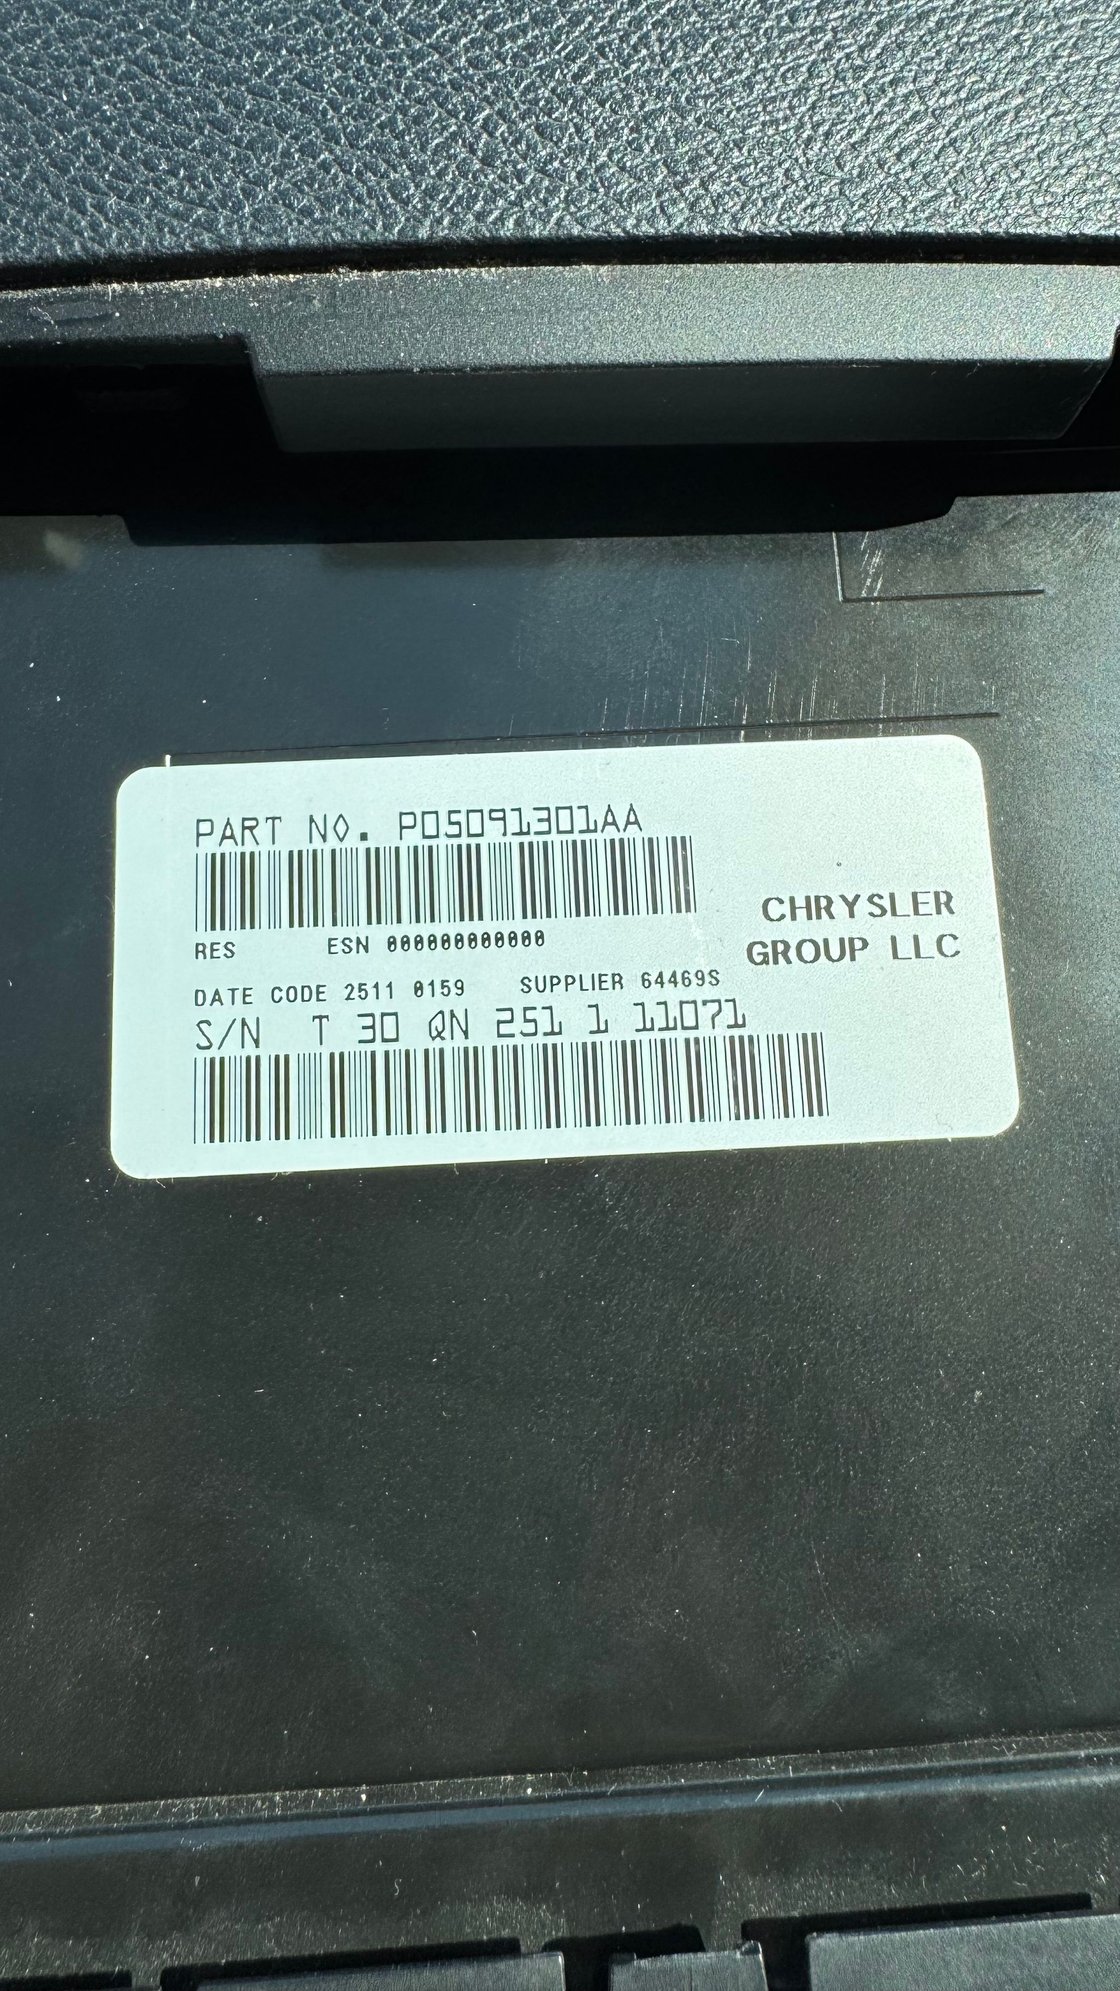 PART NO. P05091301AA
RES ESN 000000000000
DATE CODE 2511 0159 SUPPLIER 64469S
S/N T 30 QN 251 1 11071
CHRYSLER
GROUP LLC